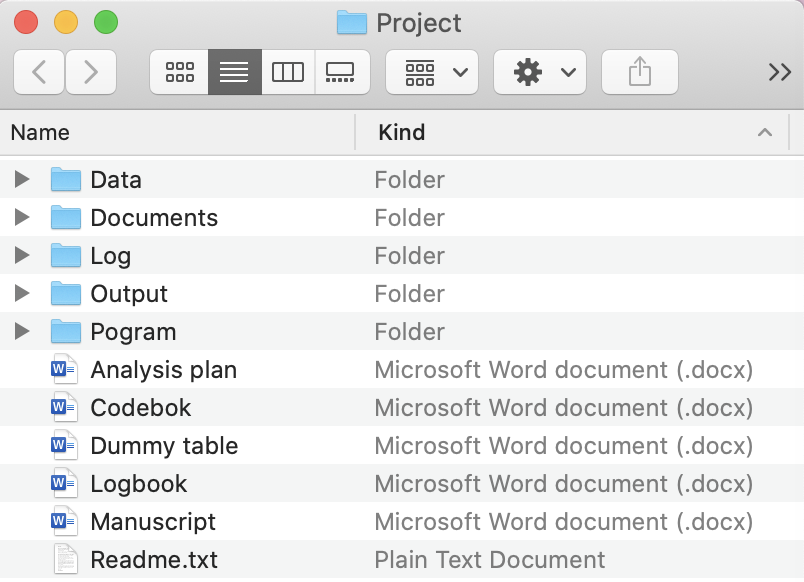 Project
Name Kind
Data Folder
Documents Folder
Log Folder
Output Folder
Pogram Folder
Analysis plan Microsoft Word document (.docx)
Codebok Microsoft Word document (.docx)
Dummy table Microsoft Word document (.docx)
Logbook Microsoft Word document (.docx)
Manuscript Microsoft Word document (.docx)
Readme.txt Plain Text Document